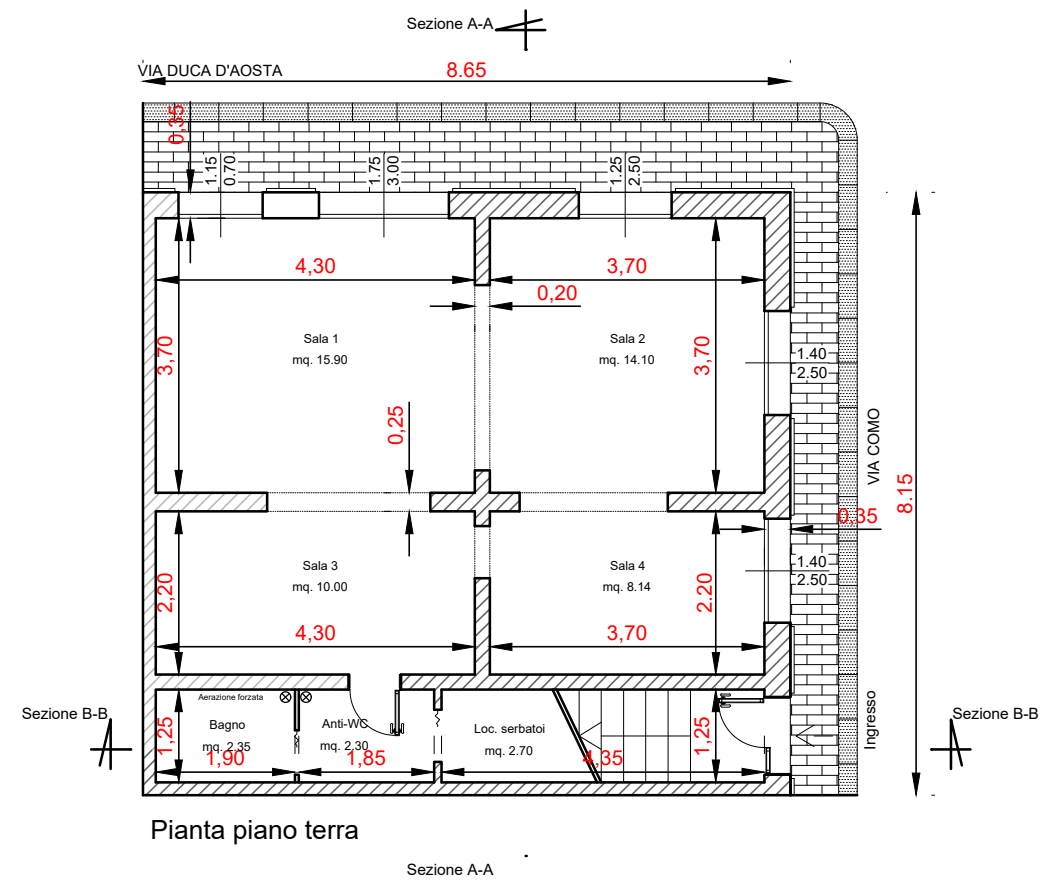 Sezione A-A
VIA DUCA D'AOSTA
8.65
0,35
1.15
0.70
1.75
3.00
1.25
2.50
4,30
3,70
0,20
Sala 1
mq. 15.90
Sala 2
mq. 14.10
3,70
3,70
1.40
2.50
0,25
VIA COMO
8.15
0,35
Sala 3
mq. 10.00
Sala 4
mq. 8.14
1.40
2.50
2,20
2.20
4,30
3,70
Aerazione forzata
Sezione B-B
Bagno
mq. 2.35
Anti-WC
mq. 2.30
Loc. serbatoi
mq. 2.70
1,25
1,25
Ingresso
Sezione B-B
1,90
1,85
4,35
Pianta piano terra
Sezione A-A